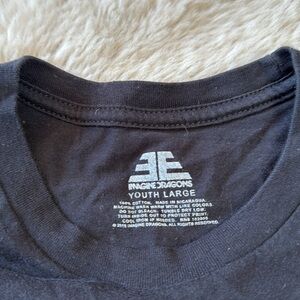 IMAGINE DRAGONS
YOUTH LARGE
100% COTTON. MADE IN NICARAGUA.
MACHINE WASH WARM WITH LIKE COLORS.
DO NOT BLEACH. TUMBLE DRY LOW.
TURN INSIDE OUT TO PROTECT PRINT.
COOL IRON IF NEEDED. RN#
© IMAGINE DRAGONS. ALL RIGHTS RESERVED.